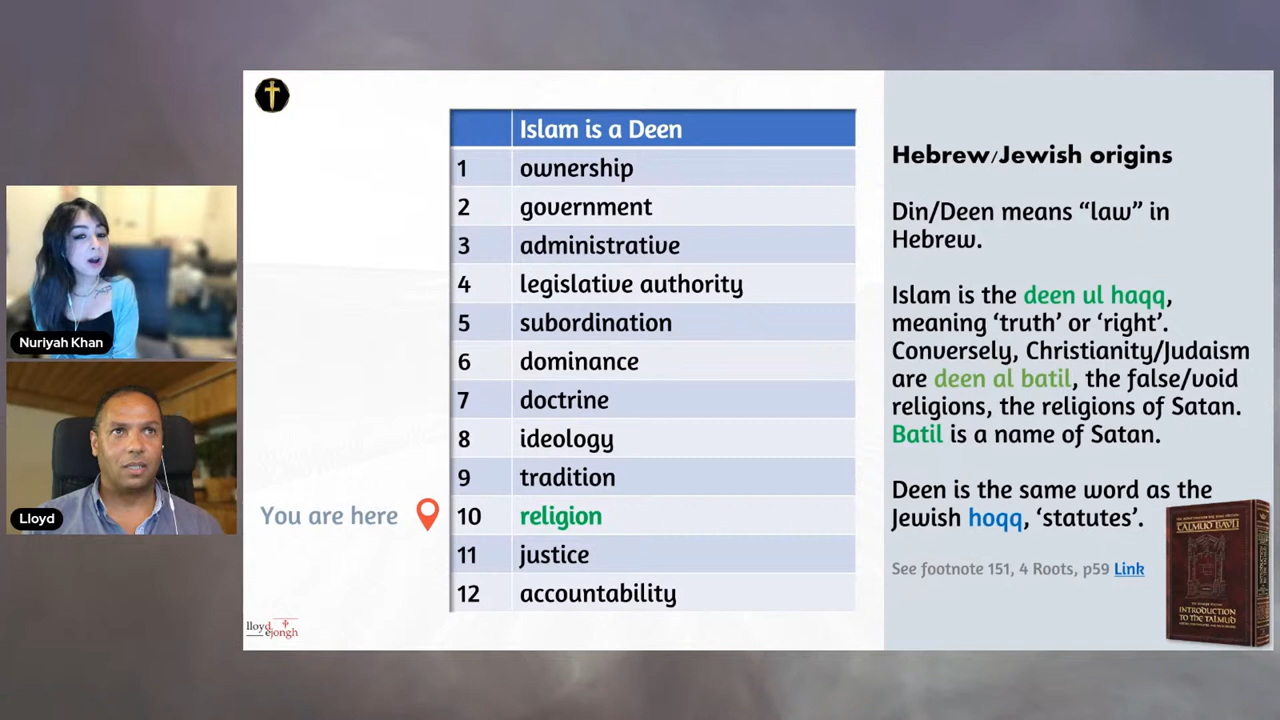 Islam is a Deen
1 ownership
2 government
3 administrative
4 legislative authority
5 subordination
6 dominance
7 doctrine
8 ideology
9 tradition
You are here 10 religion
11 justice
12 accountability
Hebrew/Jewish origins
Din/Deen means “law” in
Hebrew.
Islam is the deen ul haqq,
meaning ‘truth’ or ‘right’.
Conversely, Christianity/Judaism
are deen al batil, the false/void
religions, the religions of Satan.
Batil is a name of Satan.
Deen is the same word as the
Jewish hoqq, ‘statutes’.
See footnote 151, 4 Roots, p59 Link
TALMUD BAVLI
INTRODUCTION
TO THE TALMUD
Nuriyah Khan
Lloyd
lloyd
ejongh